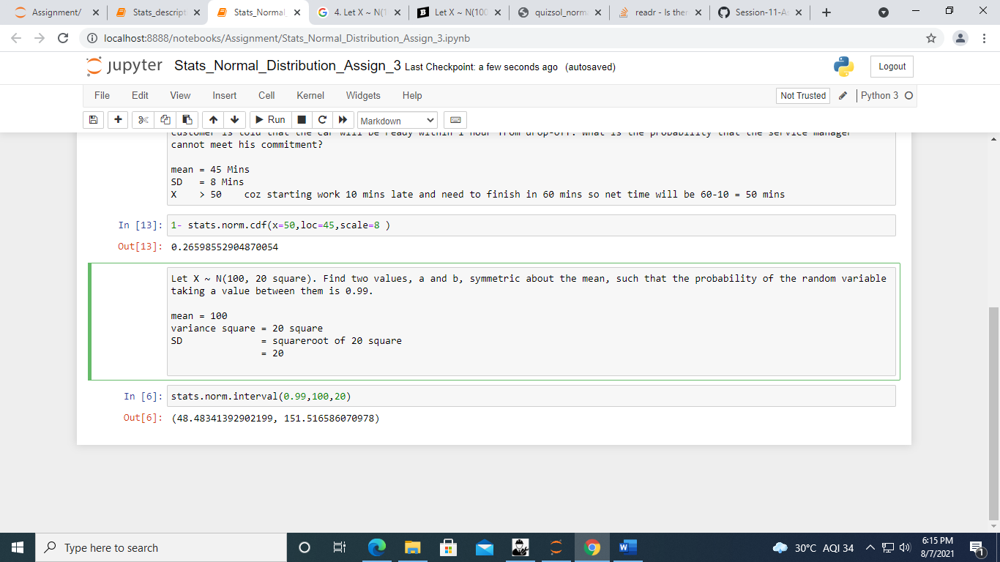 Assignment/
Stats_descript
Stats_Normal_
4. Let X ~ N(1
Let X ~ N(100
quizsol_norm
readr - Is ther
Session-11-A
localhost:8888/notebooks/Assignment/Stats_Normal_Distribution_Assign_3.ipynb
jupyter Stats_Normal_Distribution_Assign_3 Last Checkpoint: a few seconds ago (autosaved)
Logout
File Edit View Insert Cell Kernel Widgets Help
Not Trusted
Python 3
Run
Markdown
customer is told that the car will be ready within 1 hour from drop-off. What is the probability that the service manager
cannot meet his commitment?
mean = 45 Mins
SD = 8 Mins
X > 50 coz starting work 10 mins late and need to finish in 60 mins so net time will be 60-10 = 50 mins
In [13]: 1- stats.norm.cdf(x=50,loc=45,scale=8 )
Out[13]: 0.26598552904870054
Let X ~ N(100, 20 square). Find two values, a and b, symmetric about the mean, such that the probability of the random variable
taking a value between them is 0.99.
mean = 100
variance square = 20 square
SD = squareroot of 20 square
= 20
In [6]: stats.norm.interval(0.99,100,20)
Out[6]: (48.48341392902199, 151.516586070978)
Type here to search
30°C AQI 34
6:15 PM
8/7/2021
1